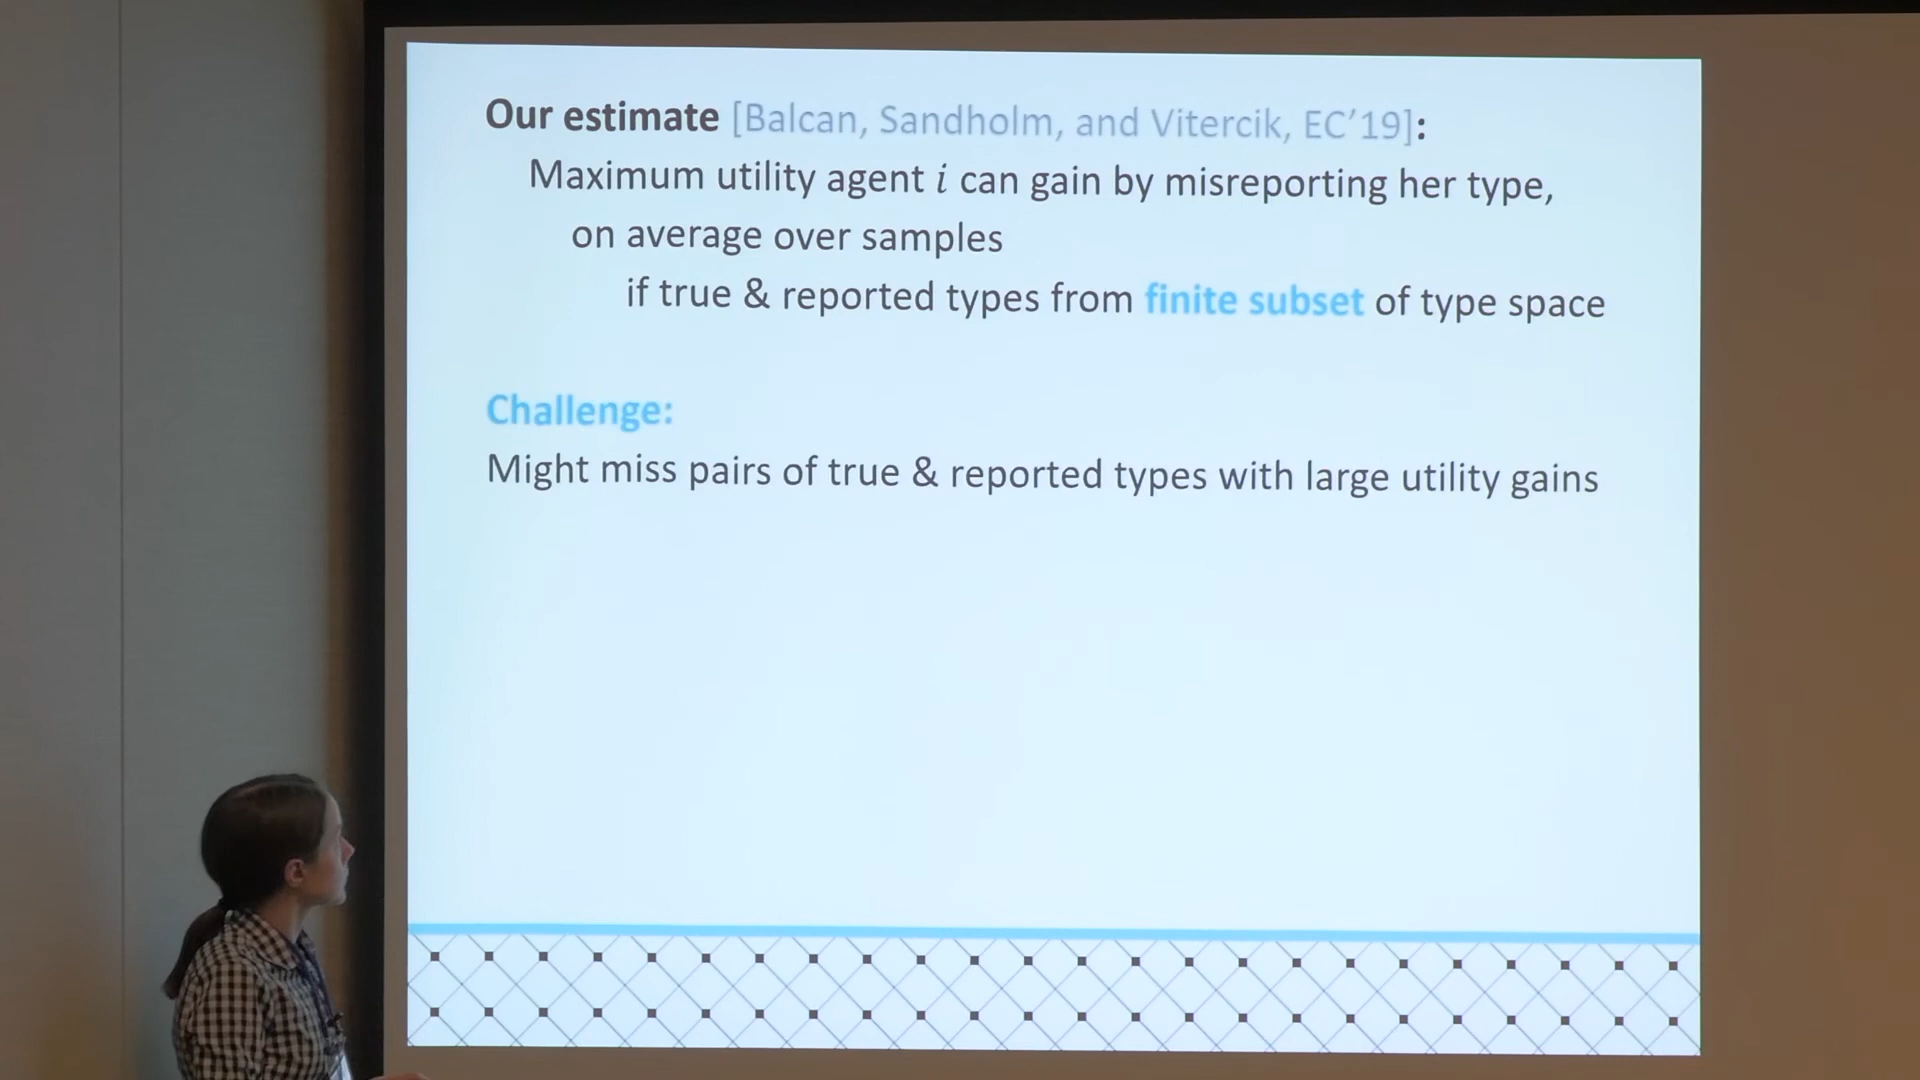 Our estimate [Balcan, Sandholm, and Vitercik, EC'19]:
Maximum utility agent i can gain by misreporting her type,
on average over samples
if true & reported types from finite subset of type space
Challenge:
Might miss pairs of true & reported types with large utility gains